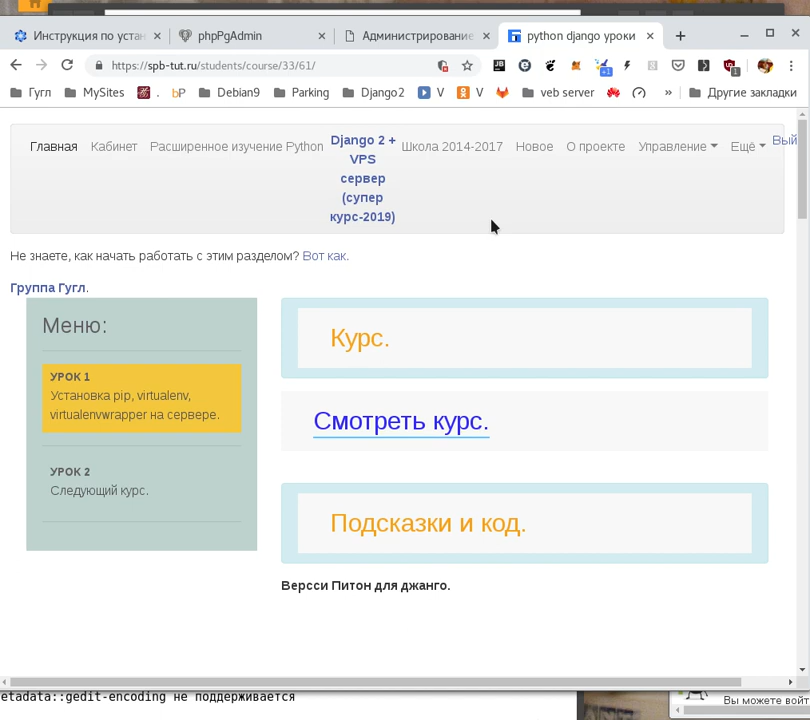 Инструкция по устан
phpPgAdmin
Администрирование
python django уроки
https://spb-tut.ru/students/course/33/61/
+1
1
Гугл
MySites
.
bP
Debian9
Parking
Django2
V
V
veb server
»
Другие закладки
Главная
Кабинет
Расширенное изучение Python
Django 2 +
VPS
сервер
(супер
курс-2019)
Школа 2014-2017
Новое
О проекте
Управление
Ещё
Вый
Не знаете, как начать работать с этим разделом? Вот как.
Группа Гугл.
Меню:
УРОК 1
Установка pip, virtualenv,
virtualenvwrapper на сервере.
УРОК 2
Следующий курс.
Курс.
Смотреть курс.
Подсказки и код.
Версси Питон для джанго.
etadata::gedit-encoding не поддерживается
Вы можете войт